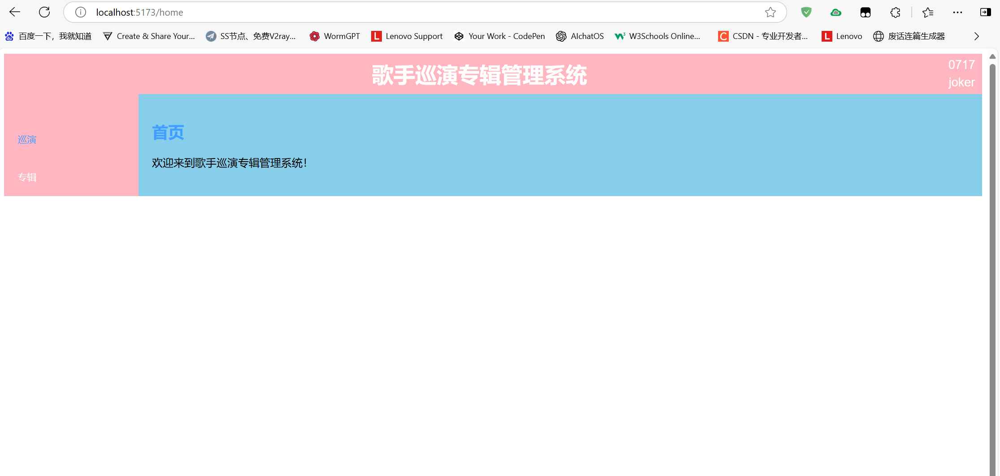 localhost:5173/home
百度一下，我就知道 Create & Share Your... SS节点、免费V2ray... WormGPT Lenovo Support Your Work - CodePen AIchatOS W3Schools Online... CSDN - 专业开发者... Lenovo 废话连篇生成器
歌手巡演专辑管理系统
0717
joker
首页
巡演
欢迎来到歌手巡演专辑管理系统！
专辑